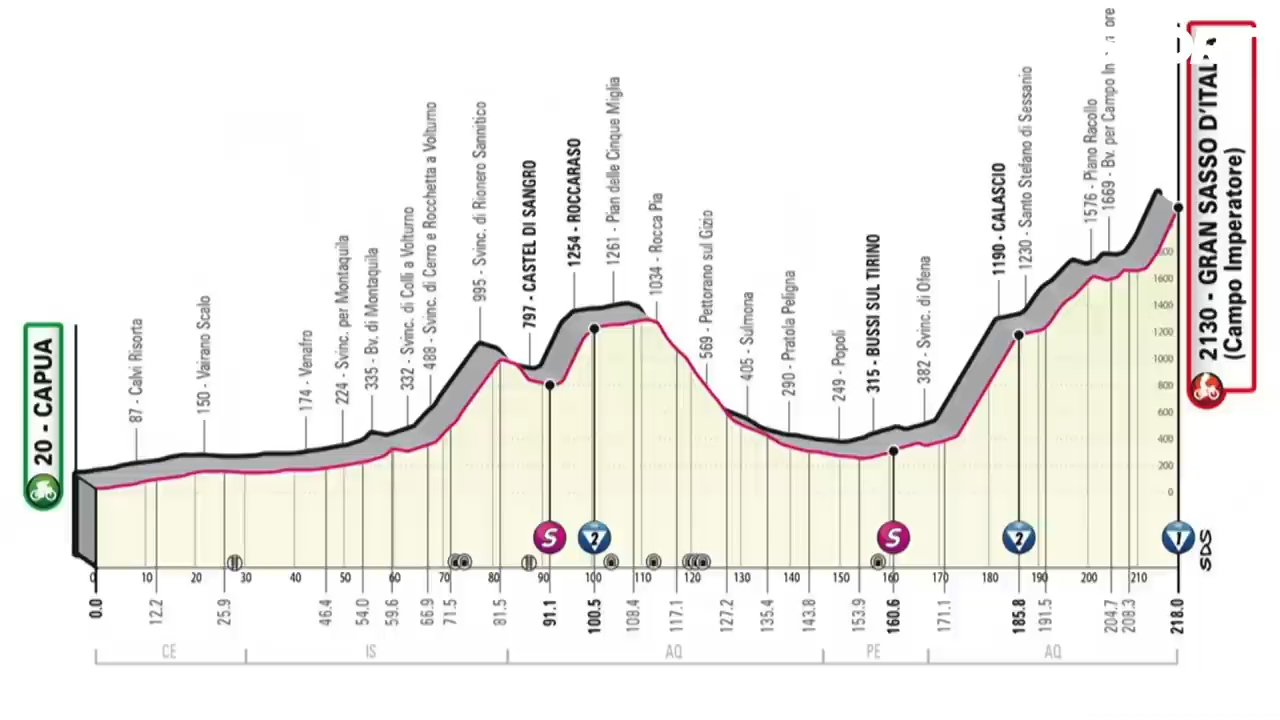 20 - CAPUA
87 - Calvi Risorta
150 - Vairano Scalo
174 - Venafro
224 - Svinc. per Montaquila
335 - Bv. di Montaquila
332 - Svinc. di Colli a Volturno
488 - Svinc. di Cerro e Rocchetta a Volturno
995 - Svinc. di Rionero Sannitico
797 - CASTEL DI SANGRO
1254 - ROCCARASO
1261 - Pian delle Cinque Miglia
1034 - Rocca Pia
569 - Pettorano sul Gizio
405 - Sulmona
290 - Pratola Peligna
249 - Popoli
315 - BUSSI SUL TIRINO
382 - Svinc. di Ofena
1190 - CALASCIO
1230 - Santo Stefano di Sessanio
1576 - Piano Racollo
1669 - Bv. per Campo
2130 - GRAN SASSO D'ITALIA
(Campo Imperatore)
1600
1400
1200
1000
800
600
400
200
0
S 2 S 2 1
SDS
0 10 20 30 40 50 60 70 80 90 100 110 120 130 140 150 160 170 180 190 200 210
0.0 12.2 25.9 46.4 54.0 59.6 66.9 71.5 81.5 91.1 100.5 108.4 117.1 127.2 135.4 143.8 153.9 160.6 171.1 185.8 191.5 204.7 208.3 218.0
CE IS AQ PE AQ